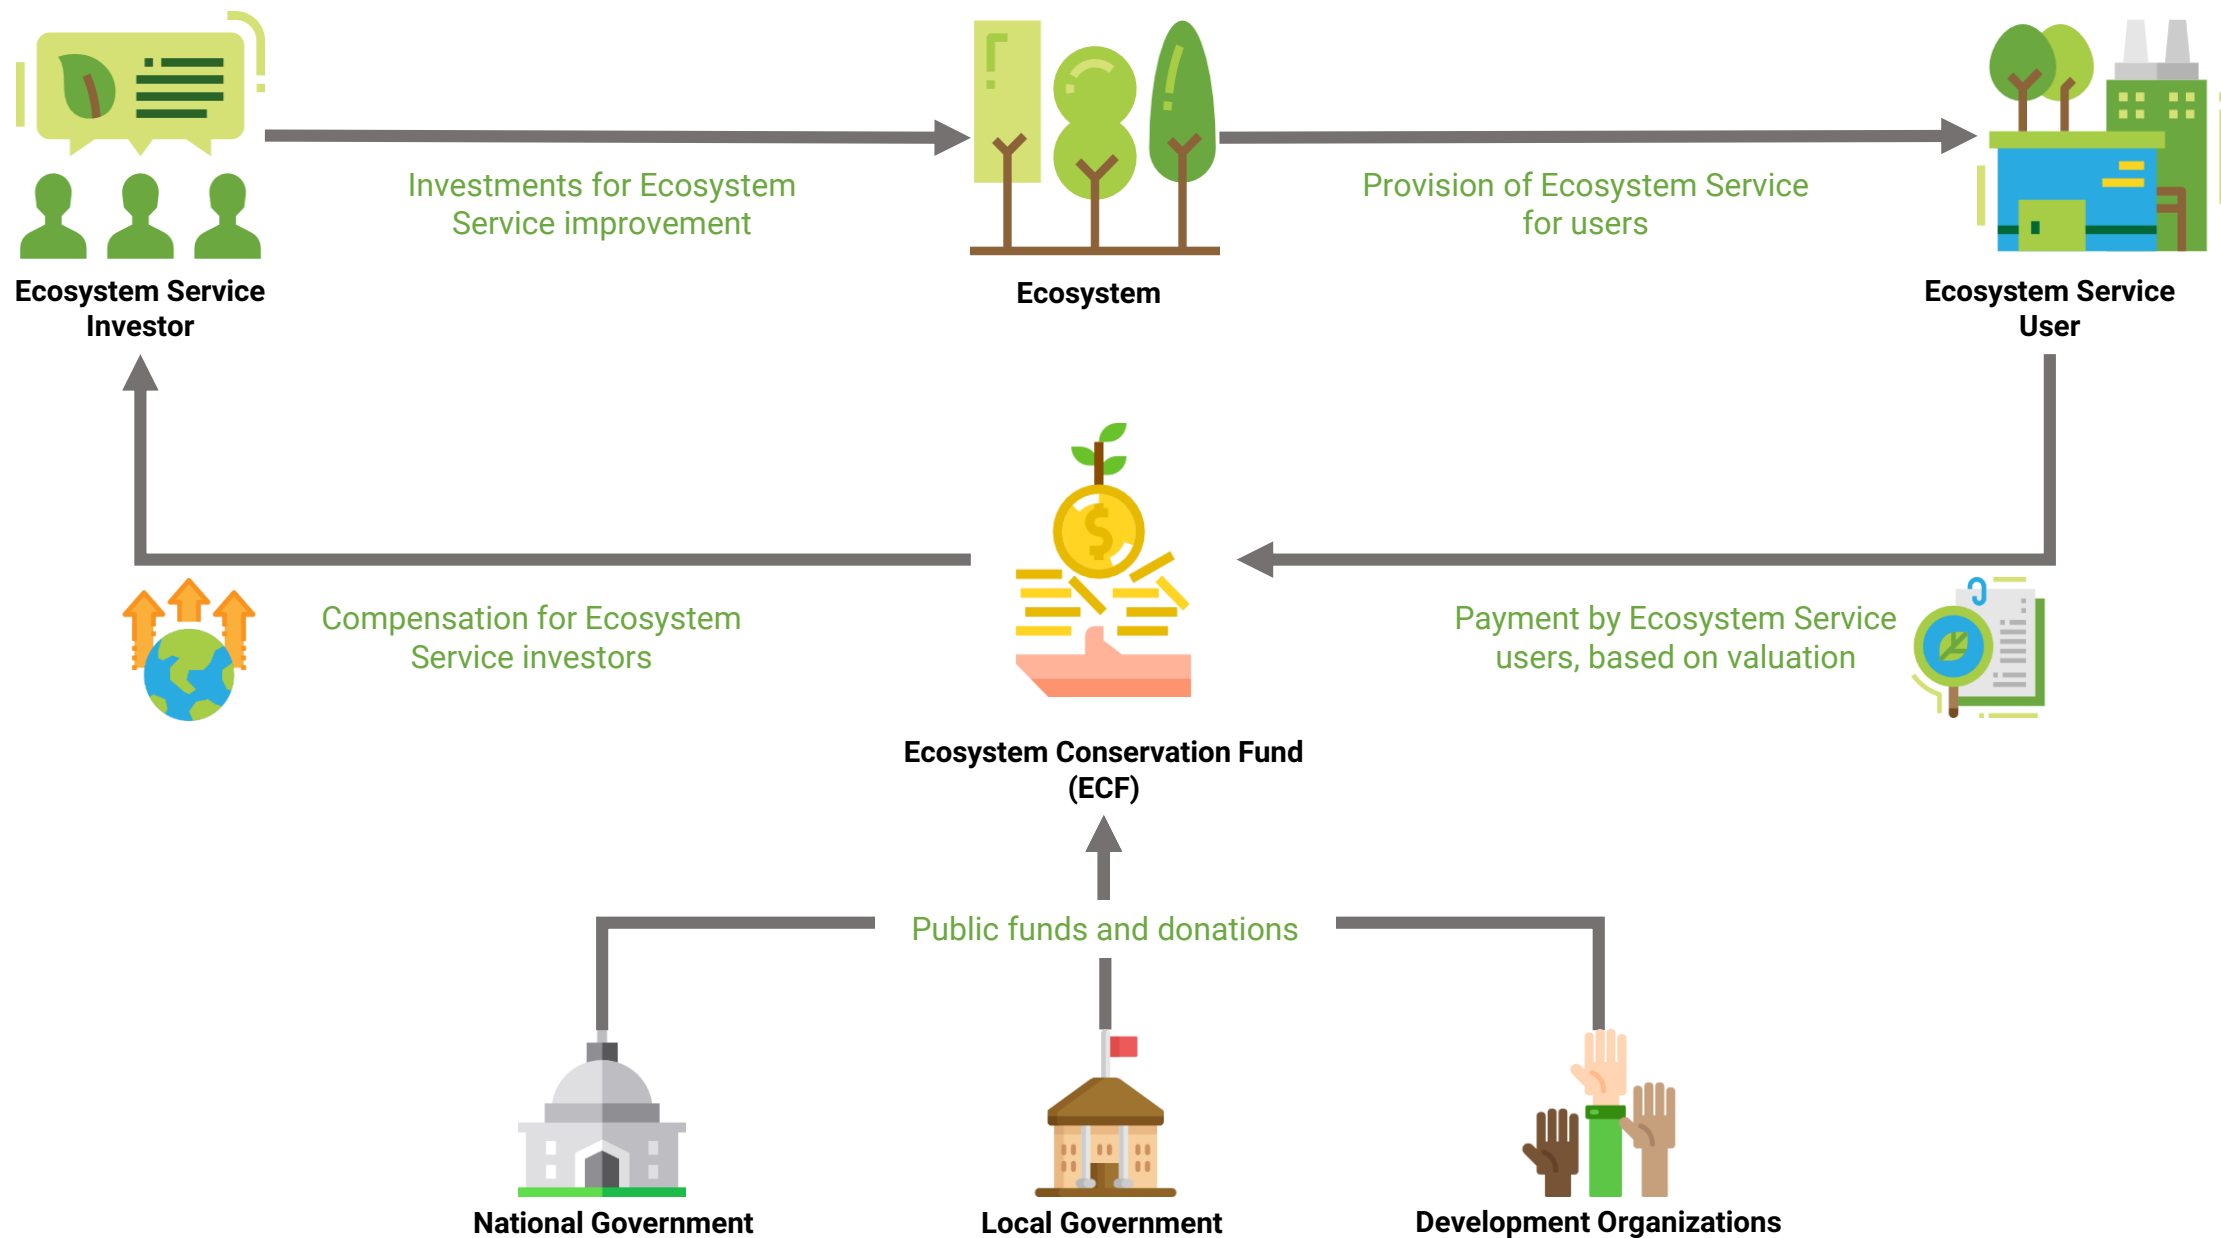 Investments for Ecosystem
Service improvement
Provision of Ecosystem Service
for users
Ecosystem Service
Investor
Ecosystem
Ecosystem Service
User
$
Compensation for Ecosystem
Service investors
Payment by Ecosystem Service
users, based on valuation
Ecosystem Conservation Fund
(ECF)
Public funds and donations
National Government
Local Government
Development Organizations